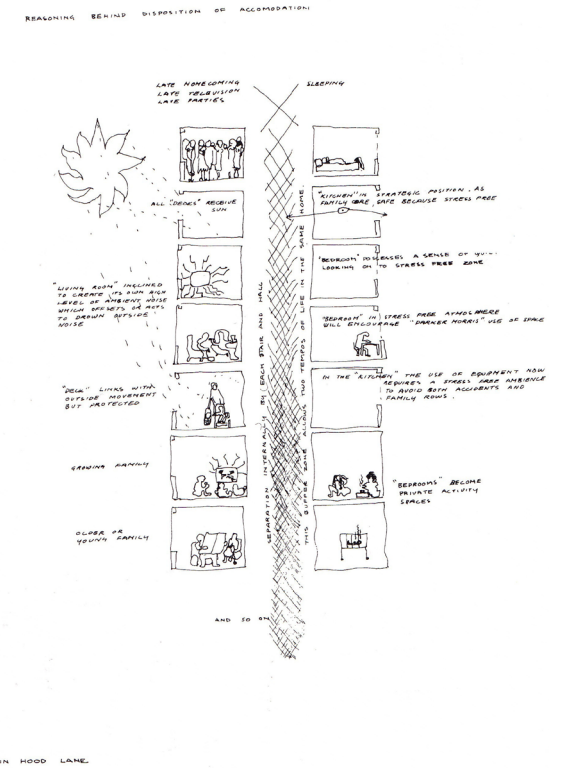 REASONING BEHIND DISPOSITION OF ACCOMODATION
LATE HOMECOMING
LATE TELEVISION
LATE PARTIES
SLEEPING
ALL "DECKS" RECEIVE
SUN
"KITCHEN" IN STRATEGIC POSITION, AS
FAMILY CORE, SAFE BECAUSE STRESS FREE
"BEDROOM" POSSESSES A SENSE OF
LOOKING ON TO STRESS FREE ZONE
"LIVING ROOM" INCLINED
TO CREATE ITS OWN HIGH
LEVEL OF AMBIENT NOISE
WHICH OFFSETS OR ACTS
TO DROWN OUTSIDE
NOISE
"BEDROOM" IN STRESS FREE ATMOSPHERE
WILL ENCOURAGE "PARKER MORRIS" USE OF SPACE
"DECK" LINKS WITH
OUTSIDE MOVEMENT
BUT PROTECTED
IN THE "KITCHEN" THE USE OF EQUIPMENT NOW
REQUIRES A STRESS FREE AMBIENCE
TO AVOID BOTH ACCIDENTS AND
FAMILY ROWS.
GROWING FAMILY
"BEDROOMS" BECOME
PRIVATE ACTIVITY
SPACES
OLDER OR
YOUNG FAMILY
SEPARATION INTERNALLY BY EACH STAIR AND HALL
THIS BUFFER ZONE ALLOWS TWO TEMPOS OF LIFE IN THE SAME HOME.
AND SO ON
IN HOOD LANE